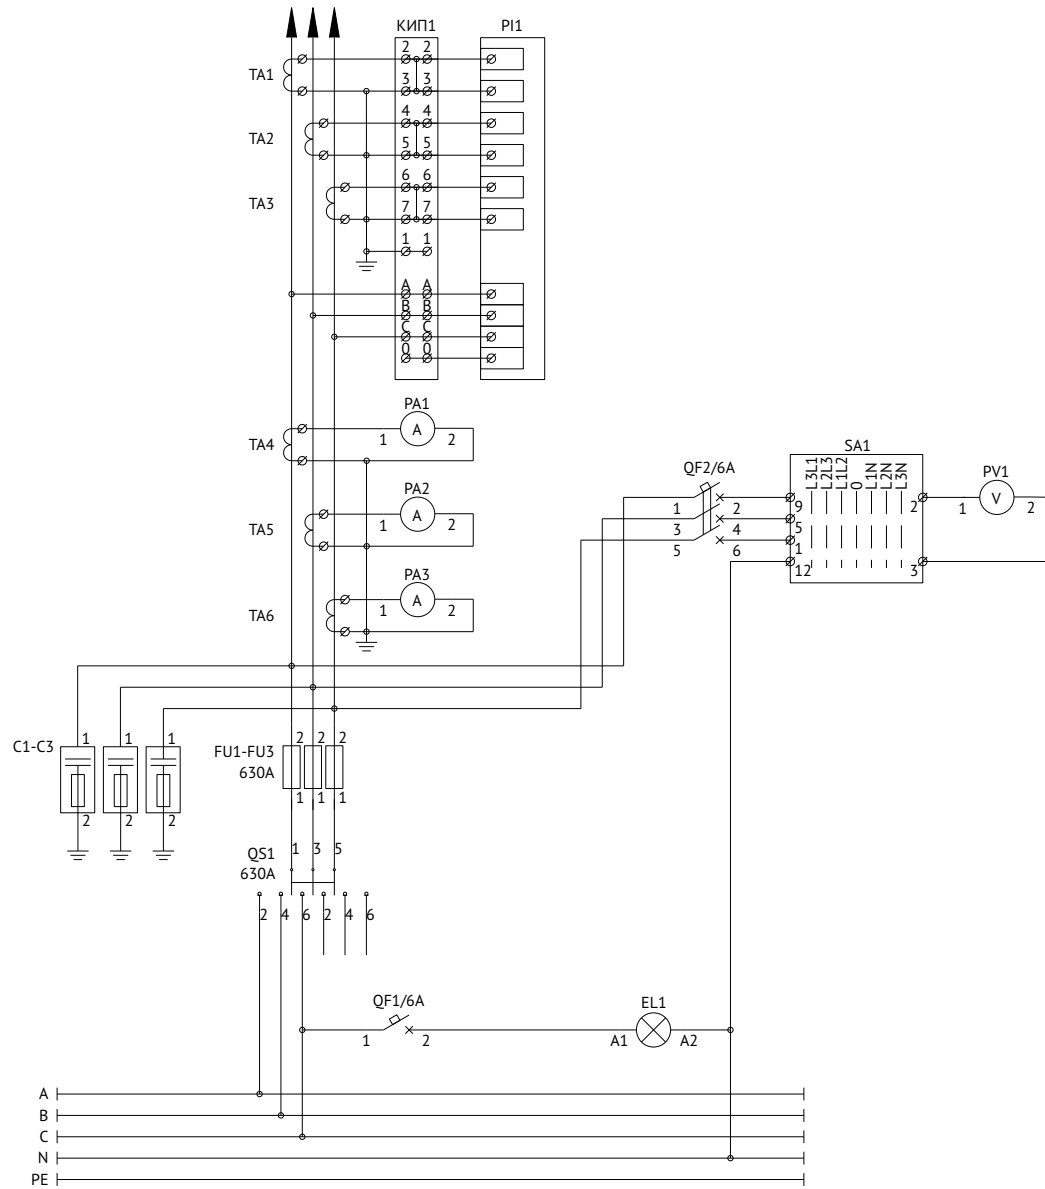 КИП1 PI1
2 2
TA1
3 3
4 4
TA2
5 5
6 6
TA3
7 7
1 1
A A
B B
C C
0 0
PA1
TA4 1 A 2
PA2
TA5 1 A 2
PA3
TA6 1 A 2
QF2/6A
1 2
3 4
5 6
SA1
L3L1 L2L3 L1L2 0 L1N L2N L3N
9 2
5
1
12 3
PV1
1 V 2
C1-C3 1 1 1
2 2 2
FU1-FU3 2 2 2
630A
1 1 1
QS1 1 3 5
630A
2 4 6 2 4 6
QF1/6A EL1
1 2 A1 A2
A
B
C
N
PE